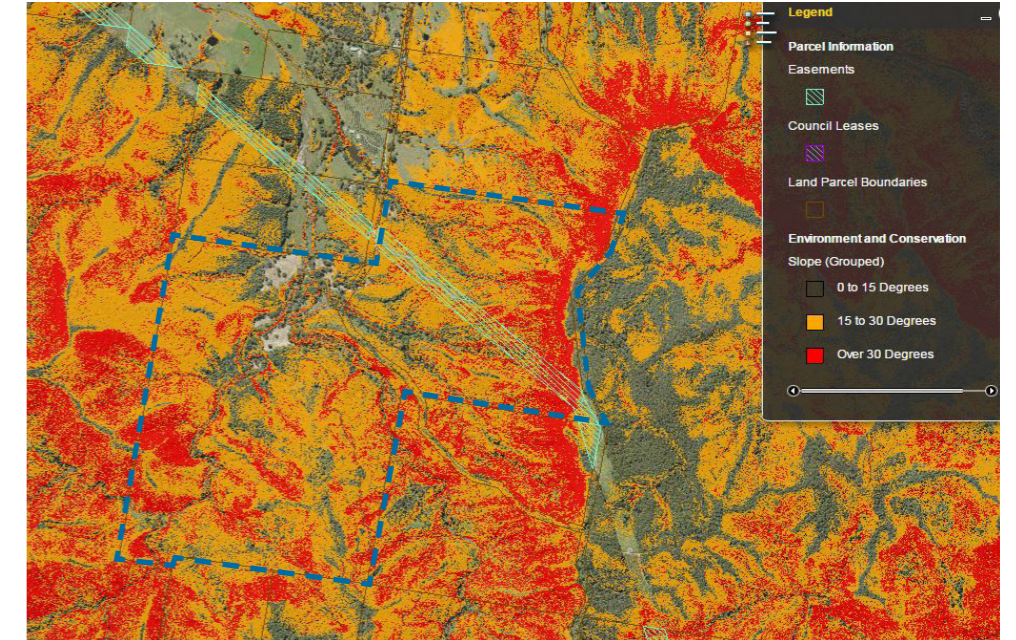 Legend
Parcel Information
Easements
Council Leases
Land Parcel Boundaries
Environment and Conservation
Slope (Grouped)
0 to 15 Degrees
15 to 30 Degrees
Over 30 Degrees